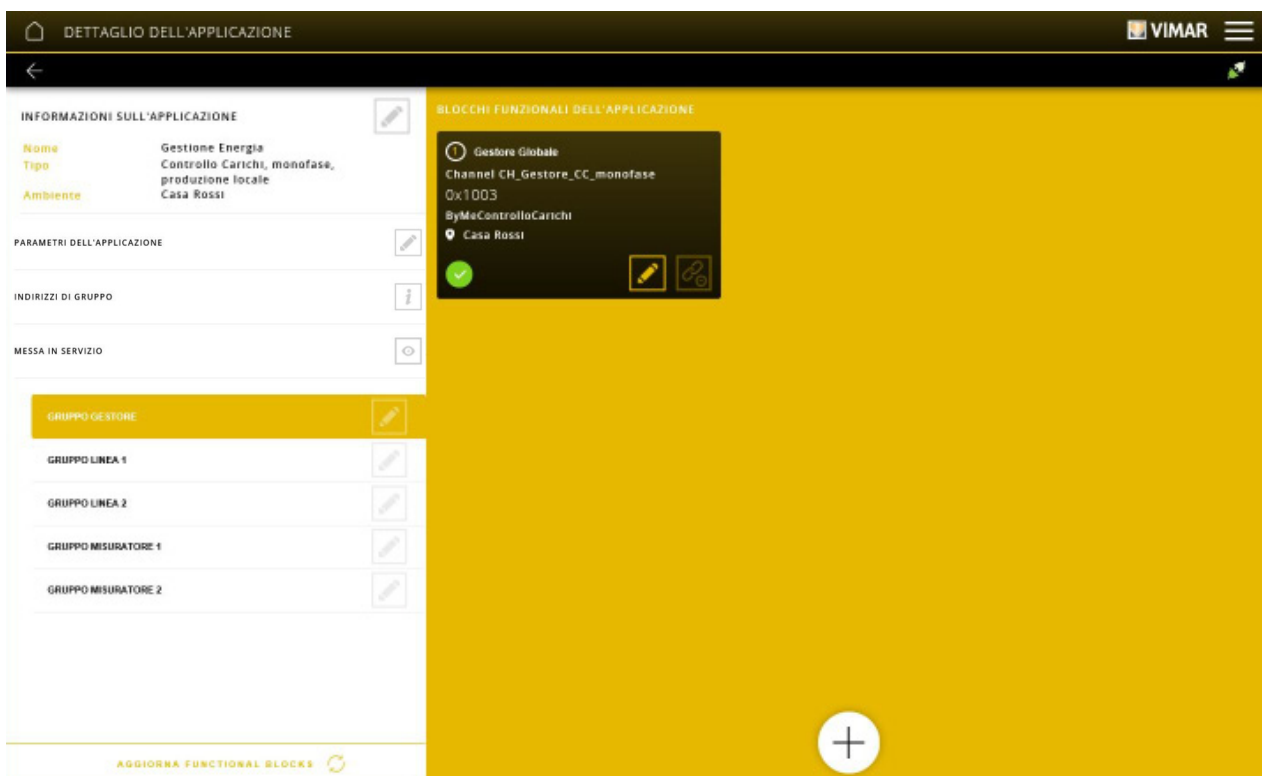 DETTAGLIO DELL'APPLICAZIONE
VIMAR
INFORMAZIONI SULL'APPLICAZIONE
Nome Gestione Energia
Tipo Controllo Carichi, monofase,
produzione locale
Ambiente Casa Rossi
PARAMETRI DELL'APPLICAZIONE
INDIRIZZI DI GRUPPO
i
MESSA IN SERVIZIO
GRUPPO GESTORE
GRUPPO LINEA 1
GRUPPO LINEA 2
GRUPPO MISURATORE 1
GRUPPO MISURATORE 2
AGGIORNA FUNCTIONAL BLOCKS
BLOCCHI FUNZIONALI DELL'APPLICAZIONE
1 Gestore Globale
Channel CH_Gestore_CC_monofase
0x1003
ByMeControlloCarichi
Casa Rossi